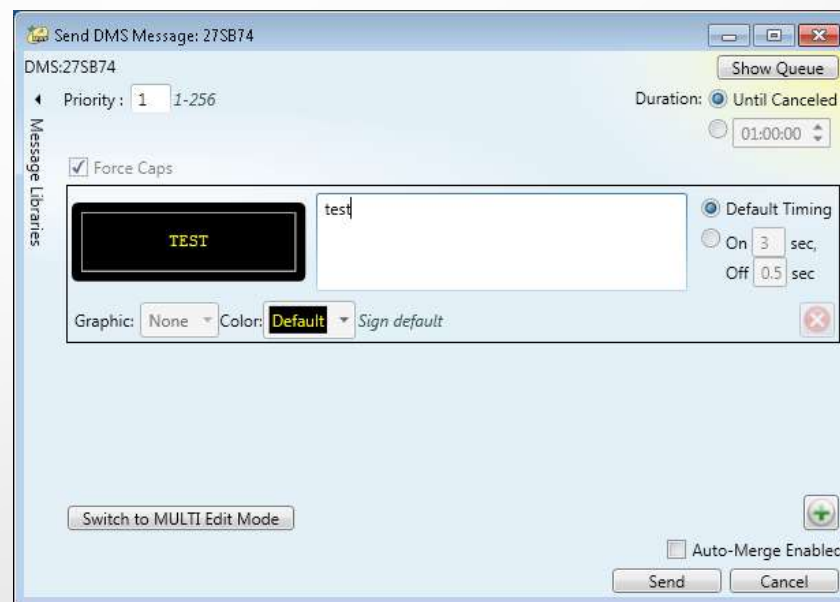 Send DMS Message: 27SB74
DMS:27SB74
Show Queue
Priority : 1 1-256
Duration: Until Canceled
01:00:00
Message Libraries
Force Caps
TEST
test
Default Timing
On 3 sec,
Off 0.5 sec
Graphic: None Color: Default Sign default
Switch to MULTI Edit Mode
Auto-Merge Enabled
Send Cancel